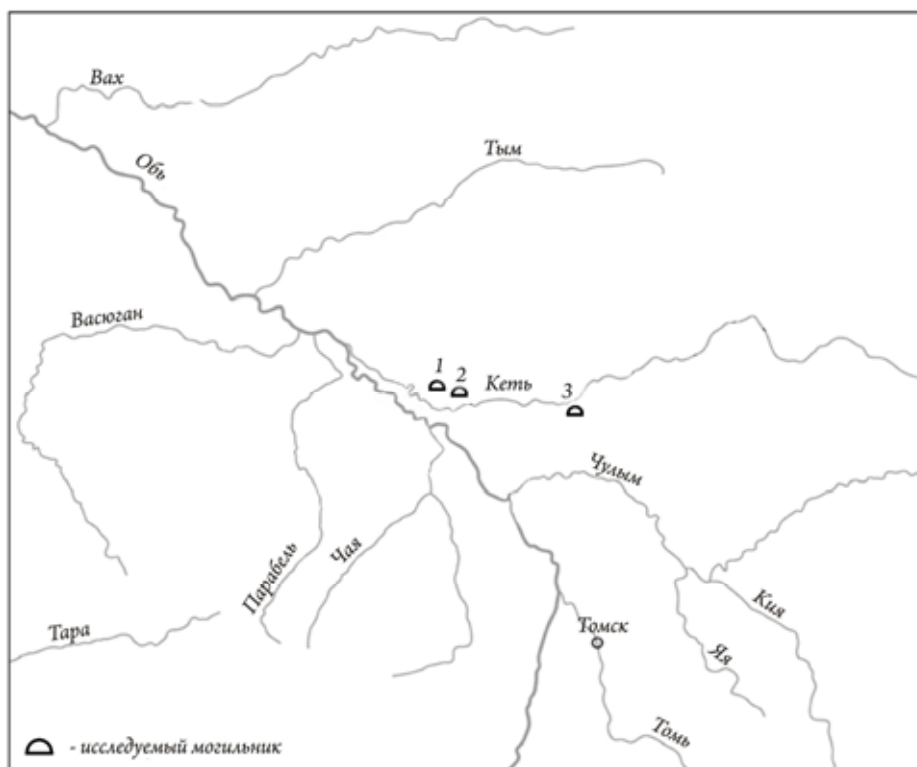 Вах
Обь
Тым
Васюган
1
2
Кеть
3
Чулым
Парабель
Чая
Тара
Томск
Кия
Яя
Томь
- исследуемый могильник